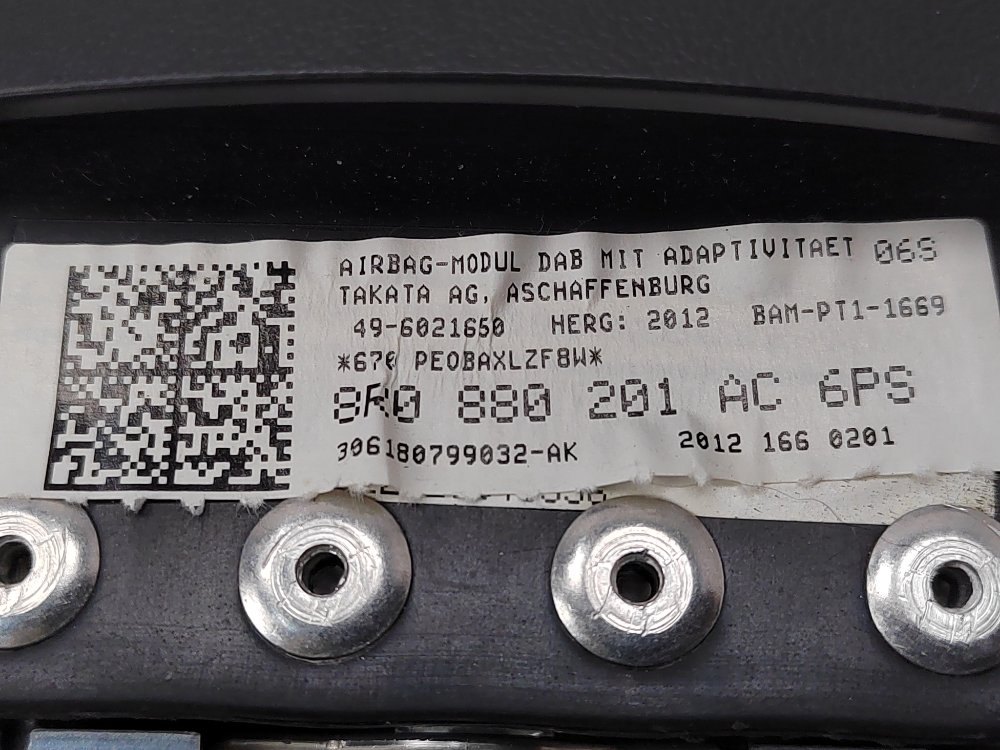 AIRBAG-MODUL DAB MIT ADAPTIVITAET 06S
TAKATA AG, ASCHAFFENBURG
49-6021650 HERG: 2012 BAM-PT1-1669
PEOBAXLZF8W*
8R0 880 201 AC 6PS
306180799032-AK 2012 166 0201